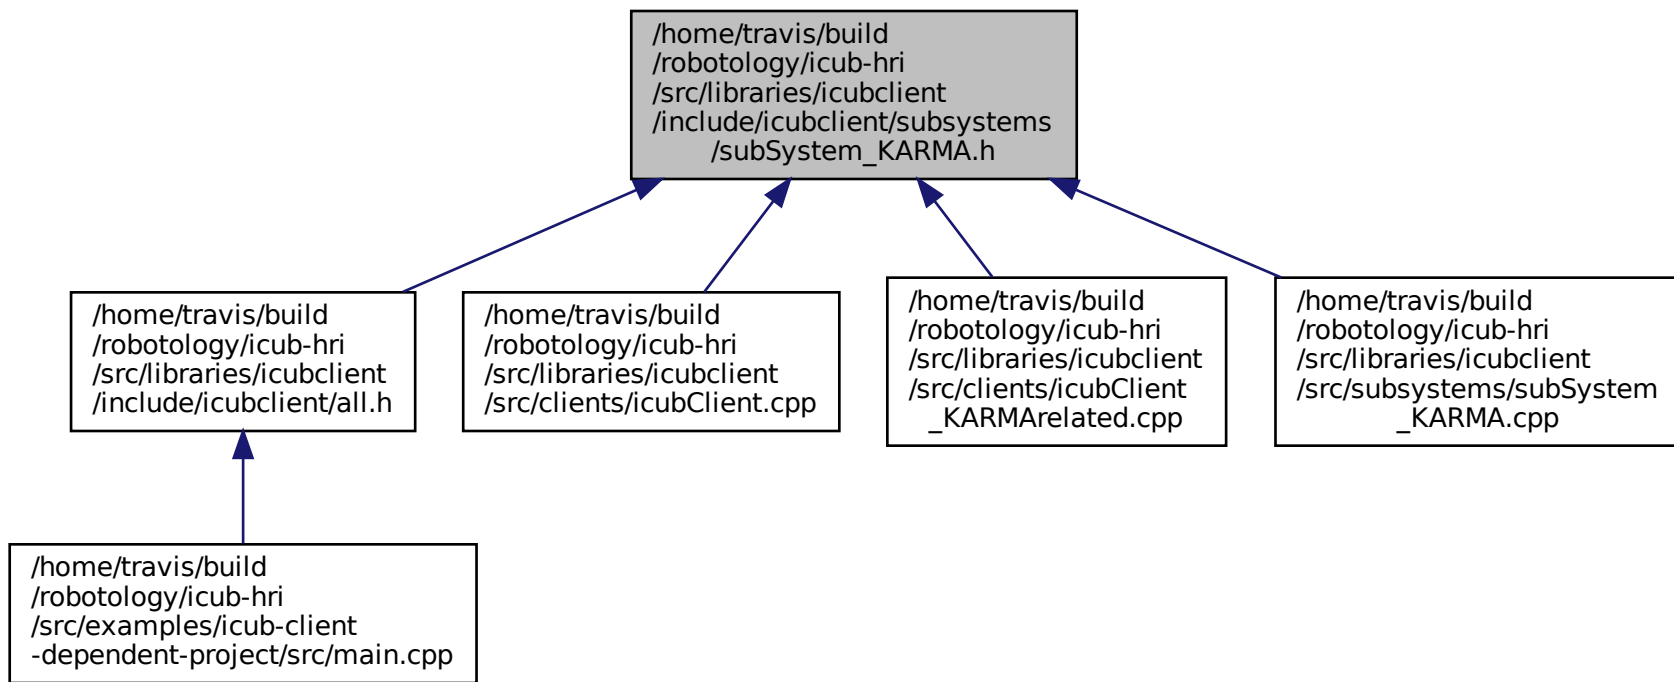 /home/travis/build
/robotology/icub-hri
/src/libraries/icubclient
/include/icubclient/subsystems
/subSystem_KARMA.h
/home/travis/build
/robotology/icub-hri
/src/libraries/icubclient
/include/icubclient/all.h
/home/travis/build
/robotology/icub-hri
/src/libraries/icubclient
/src/clients/icubClient.cpp
/home/travis/build
/robotology/icub-hri
/src/libraries/icubclient
/src/clients/icubClient
_KARMArelated.cpp
/home/travis/build
/robotology/icub-hri
/src/libraries/icubclient
/src/subsystems/subSystem
_KARMA.cpp
/home/travis/build
/robotology/icub-hri
/src/examples/icub-client
-dependent-project/src/main.cpp